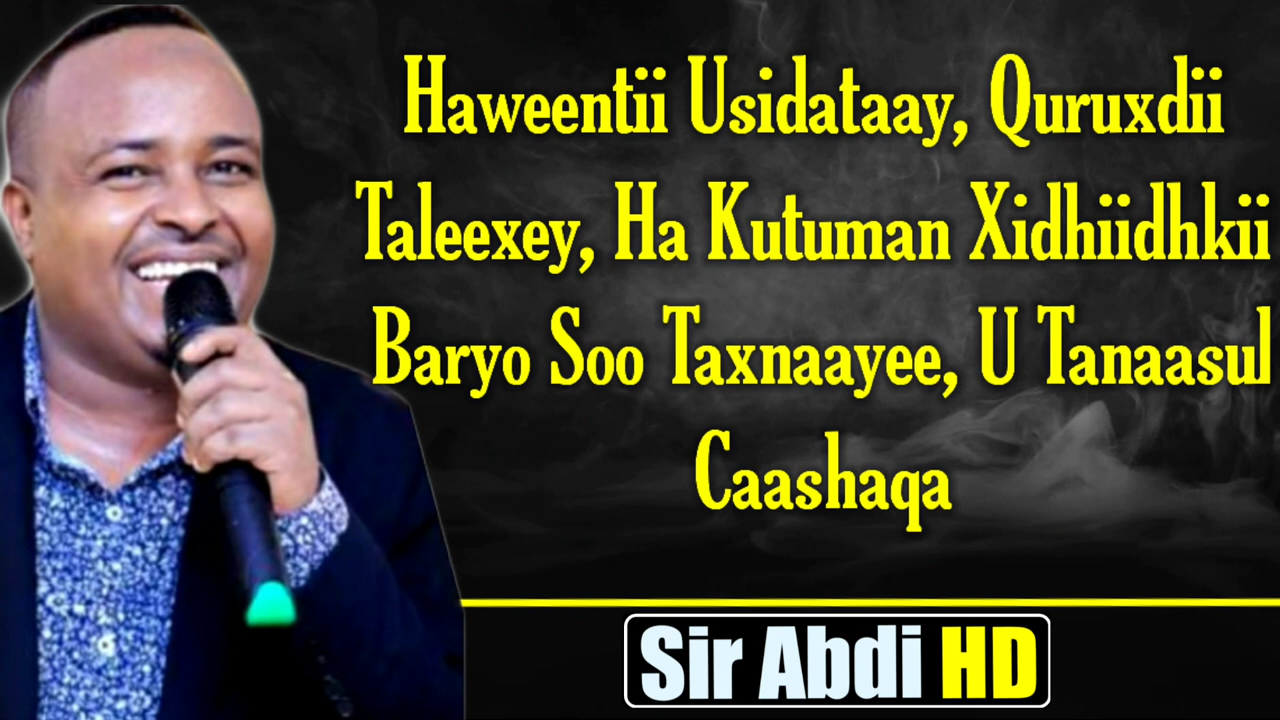 Haweentii Usidataay, Quruxdii
Taleexey, Ha Kutuman Xidhiidhkii
Baryo Soo Taxnaayee, U Tanaasul
Caashaqa
Sir Abdi HD